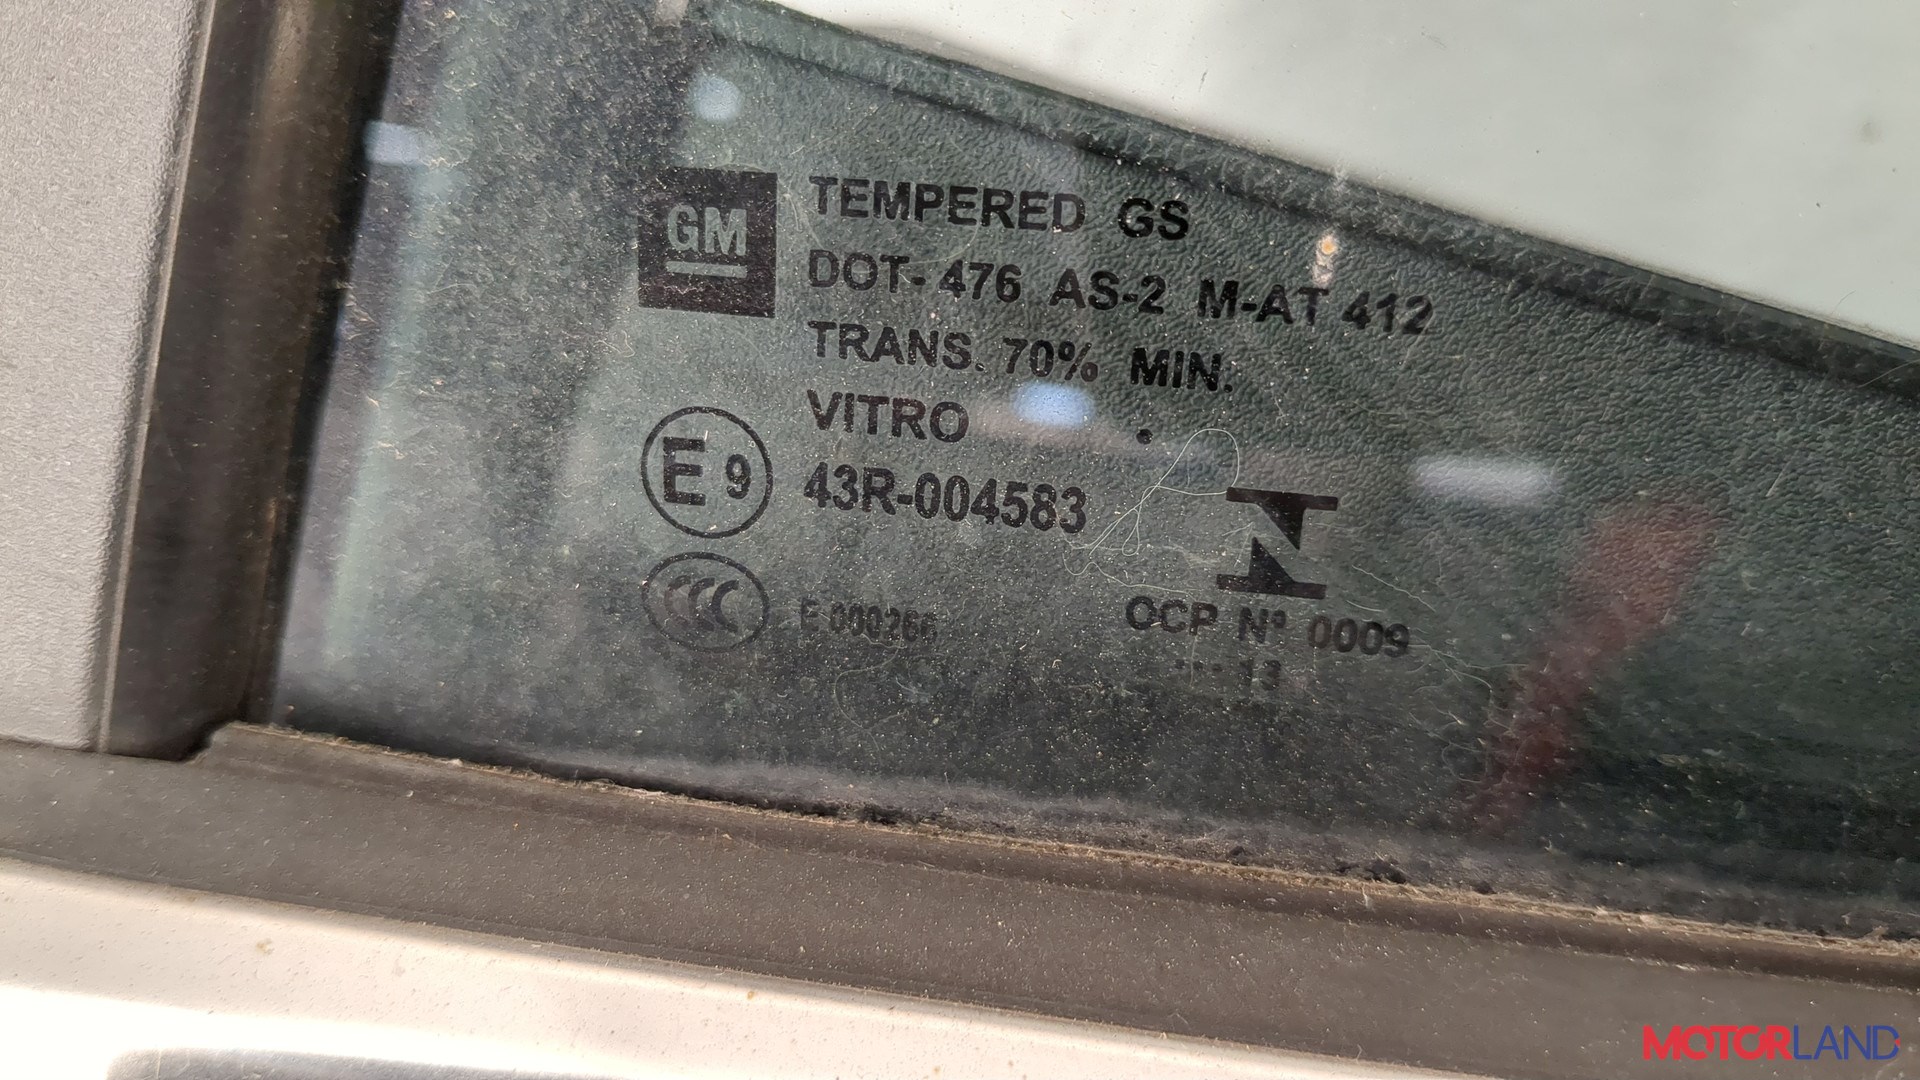 GM
TEMPERED GS
DOT-476 AS-2 M-AT 412
TRANS. 70% MIN.
VITRO .
E9 43R-004583
CCC E 000266
OCP Nº 0009
... 13
MOTORLAND